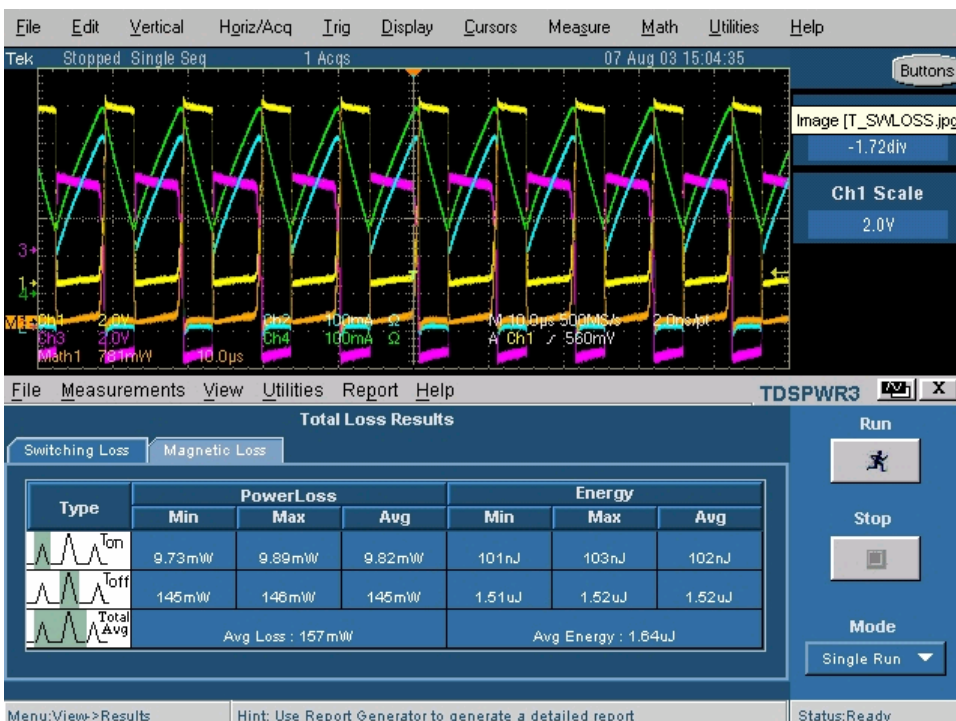 File Edit Vertical Horiz/Acq Trig Display Cursors Measure Math Utilities Help
Tek Stopped Single Seq 1 Acqs 07 Aug 03 15:04:35
Buttons
Image [T_SWLOSS.jpg
-1.72div
Ch1 Scale
2.0V
3
1
4
Ch1 2.0V Ch2 100mA Ω M 10.0µs 500MS/s 2.0ns/pt
Ch3 2.0V Ch4 100mA Ω A Ch1 560mV
Math1 781mW 10.0µs
File Measurements View Utilities Report Help TDSPWR3 X
Total Loss Results
Switching Loss Magnetic Loss
Type PowerLoss Energy
Min Max Avg Min Max Avg
Ton 9.73mW 9.89mW 9.82mW 101nJ 103nJ 102nJ
Toff 145mW 146mW 145mW 1.51uJ 1.52uJ 1.52uJ
Total Avg Avg Loss : 157mW Avg Energy : 1.64uJ
Run
Stop
Mode
Single Run
Menu:View->Results Hint: Use Report Generator to generate a detailed report Status:Ready